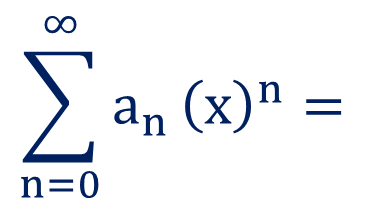 ∞
∑ aₙ (x)ⁿ =
n=0